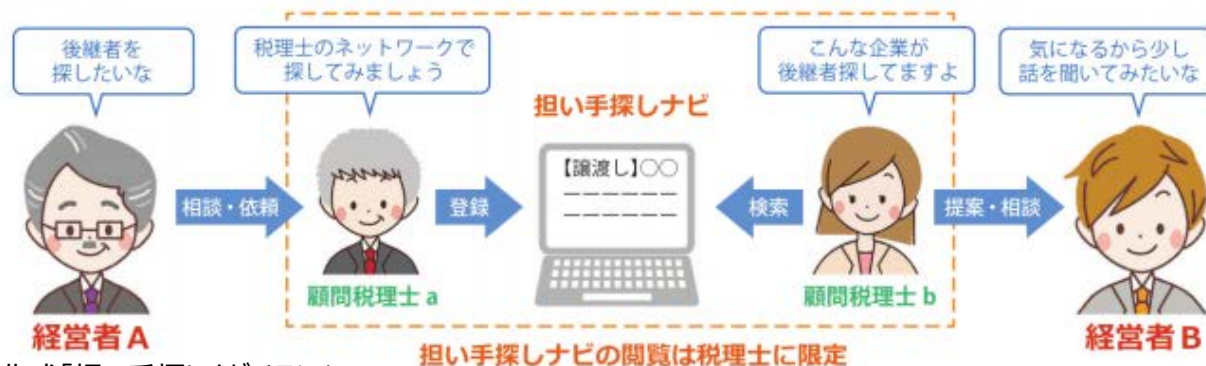 後継者を
探したいな
税理士のネットワークで
探してみましょう
こんな企業が
後継者探してますよ
気になるから少し
話を聞いてみたいな
担い手探しナビ
【譲渡し】○○
相談・依頼
登録
検索
提案・相談
顧問税理士 a
顧問税理士 b
経営者 A
経営者 B
担い手探しナビの閲覧は税理士に限定